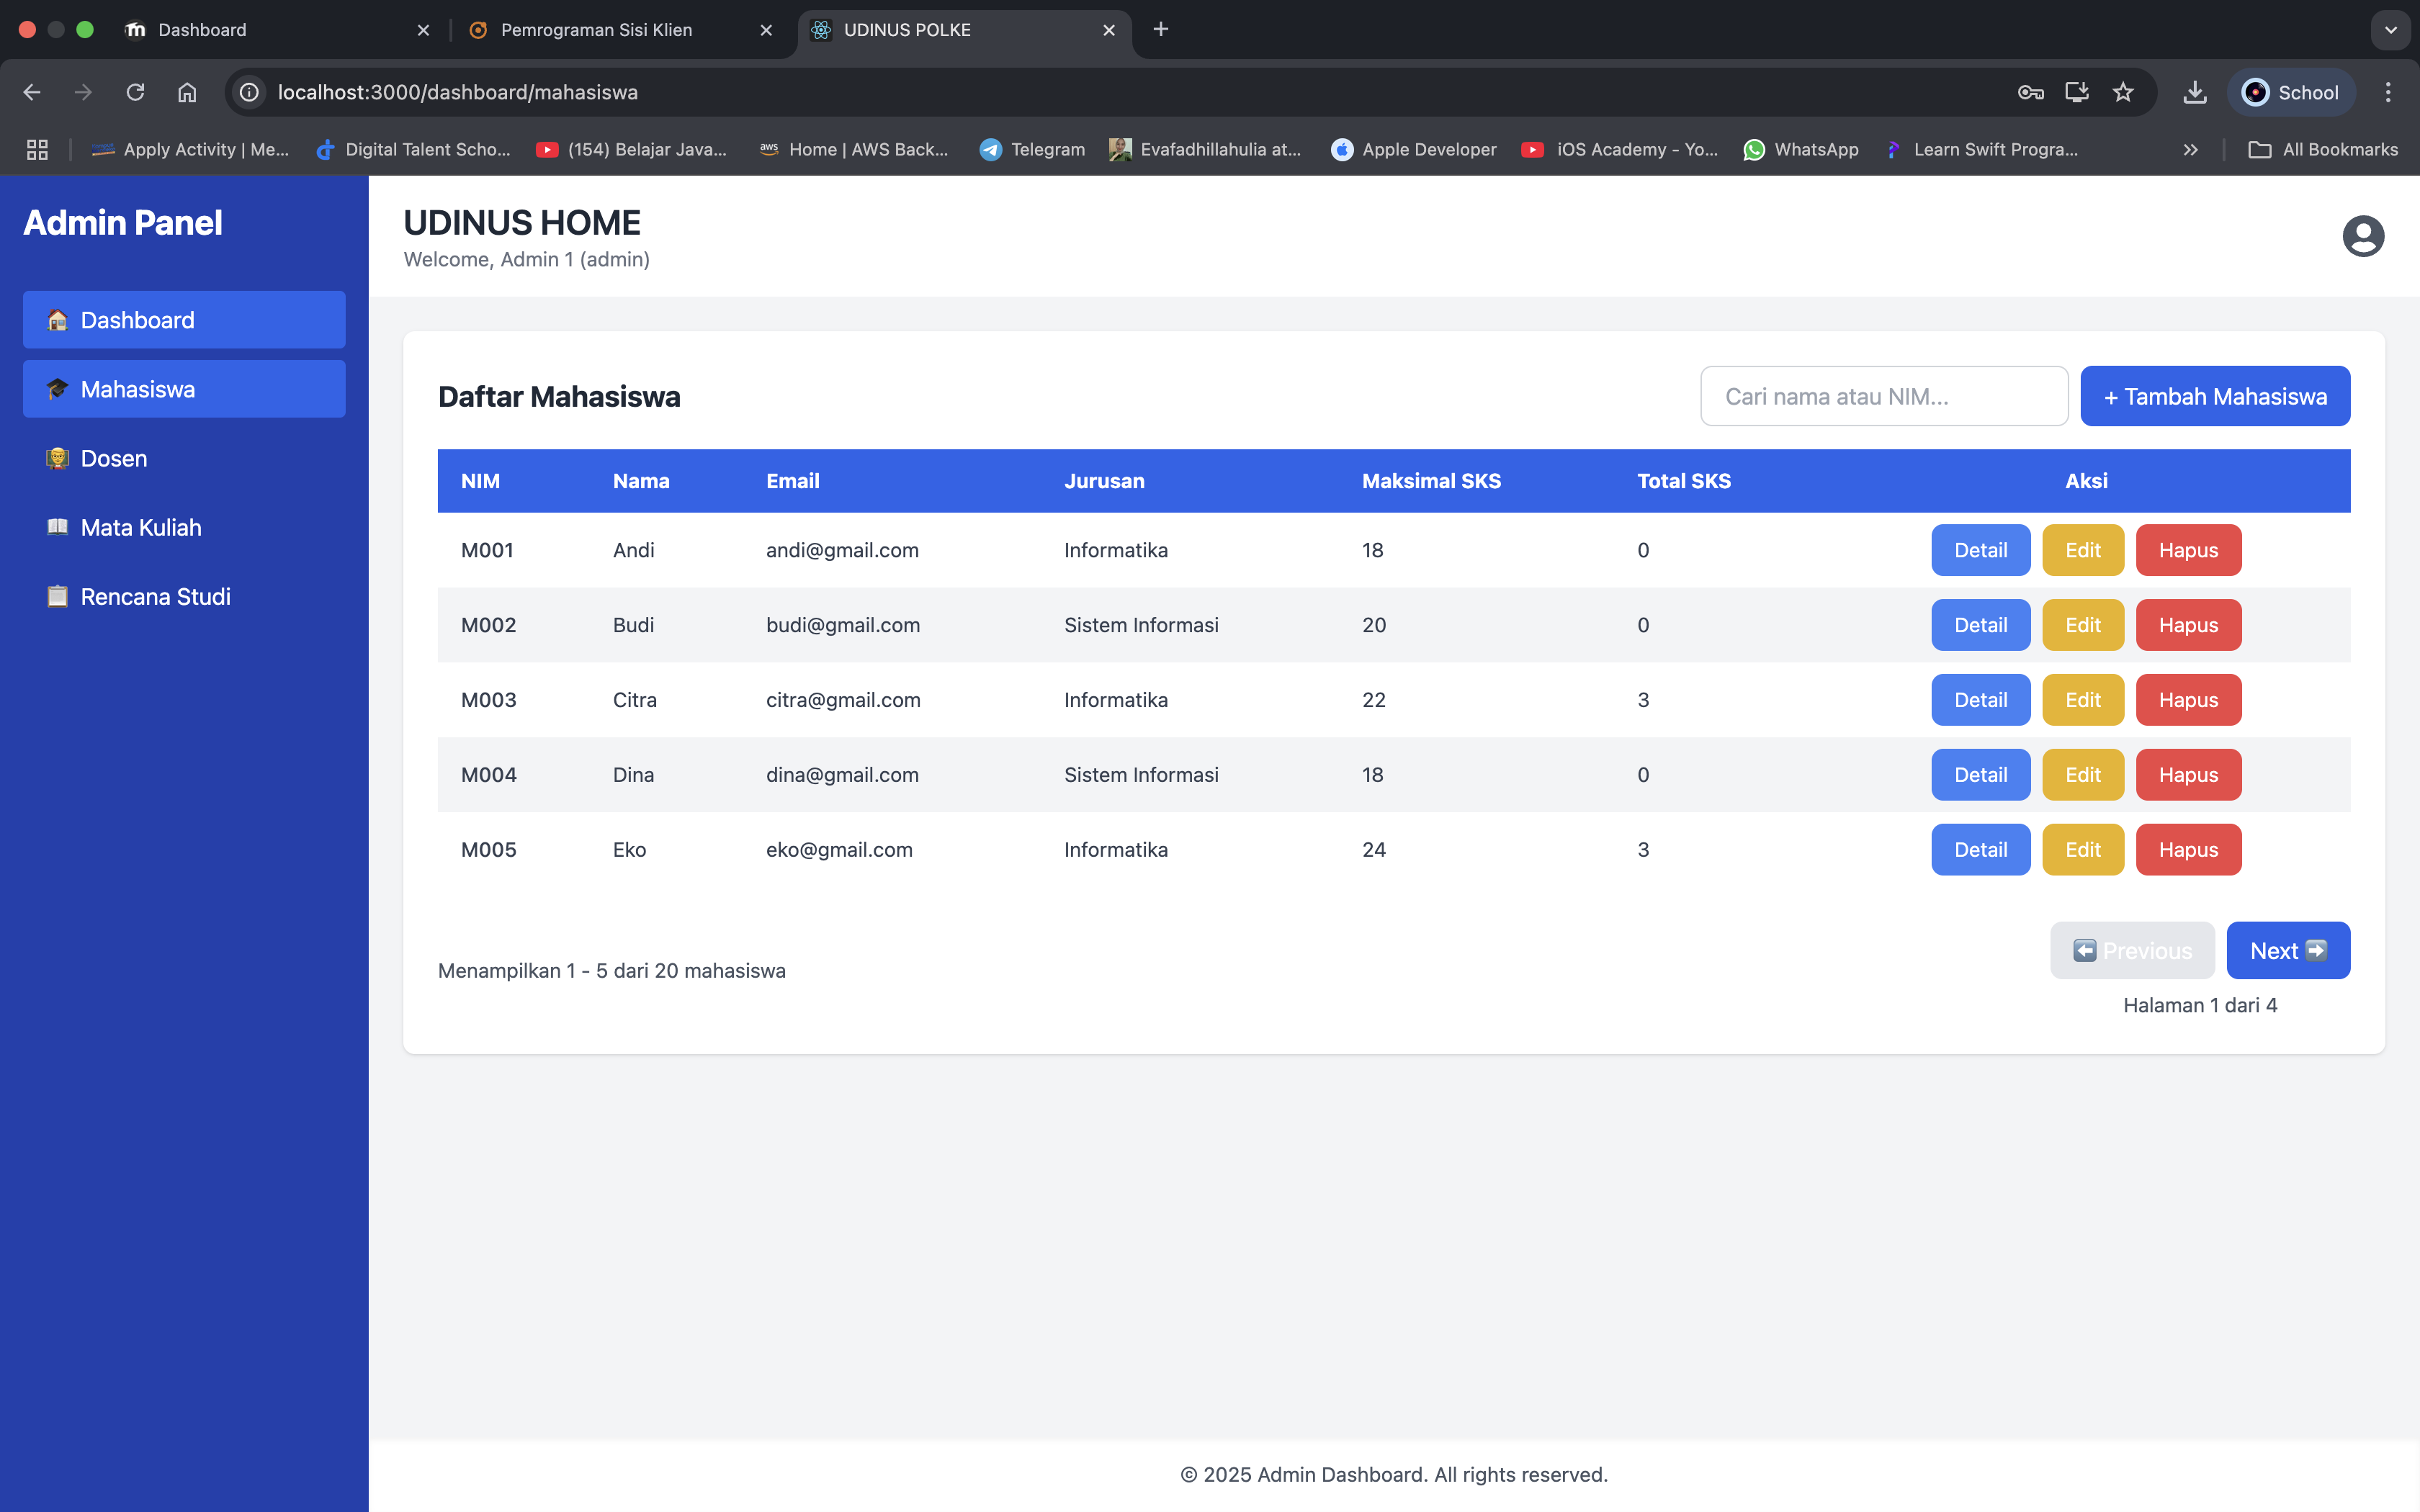 Dashboard
Pemrograman Sisi Klien
UDINUS POLKE
localhost:3000/dashboard/mahasiswa
School
Apply Activity | Me...
Digital Talent Scho...
(154) Belajar Java...
aws
Home | AWS Back...
Telegram
Evafadhillahulia at...
Apple Developer
iOS Academy - Yo...
WhatsApp
Learn Swift Progra...
All Bookmarks
Admin Panel
Dashboard
Mahasiswa
Dosen
Mata Kuliah
Rencana Studi
UDINUS HOME
Welcome, Admin 1 (admin)
Daftar Mahasiswa
Cari nama atau NIM...
+ Tambah Mahasiswa
NIM Nama Email Jurusan Maksimal SKS Total SKS Aksi
M001 Andi andi@gmail.com Informatika 18 0 Detail Edit Hapus
M002 Budi budi@gmail.com Sistem Informasi 20 0 Detail Edit Hapus
M003 Citra citra@gmail.com Informatika 22 3 Detail Edit Hapus
M004 Dina dina@gmail.com Sistem Informasi 18 0 Detail Edit Hapus
M005 Eko eko@gmail.com Informatika 24 3 Detail Edit Hapus
Menampilkan 1 - 5 dari 20 mahasiswa
⬅️ Previous
Next ➡️
Halaman 1 dari 4
© 2025 Admin Dashboard. All rights reserved.